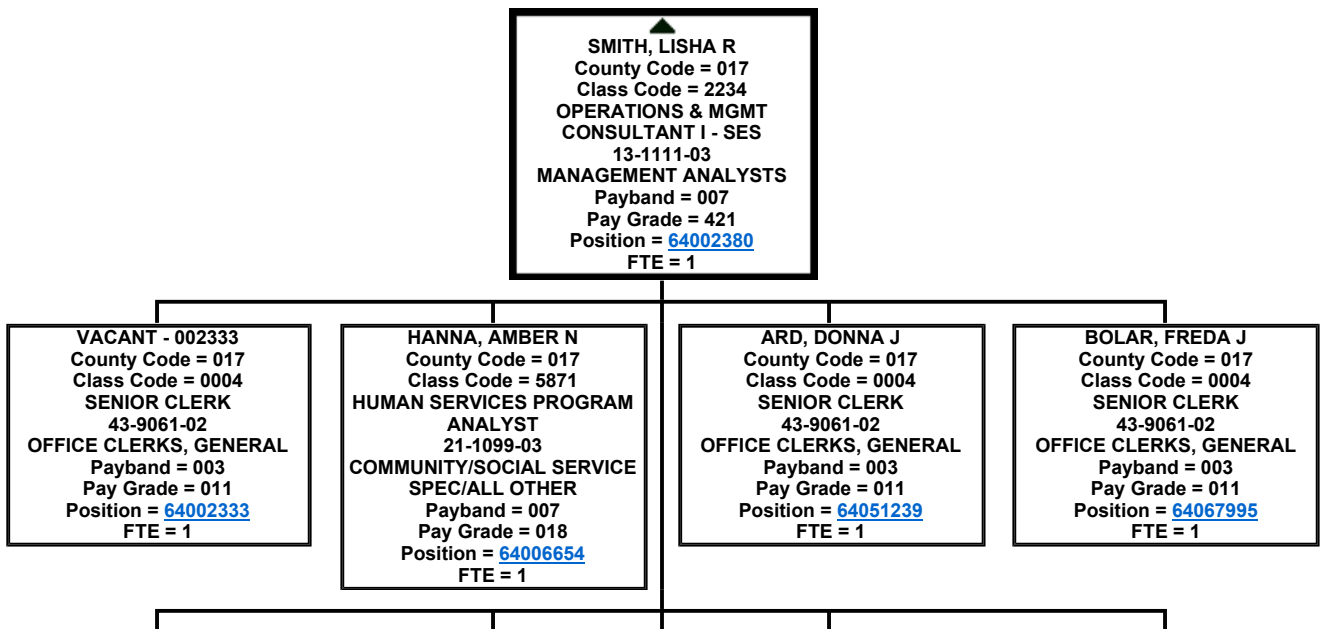 SMITH, LISHA R
County Code = 017
Class Code = 2234
OPERATIONS & MGMT
CONSULTANT I - SES
13-1111-03
MANAGEMENT ANALYSTS
Payband = 007
Pay Grade = 421
Position = 64002380
FTE = 1
VACANT - 002333
County Code = 017
Class Code = 0004
SENIOR CLERK
43-9061-02
OFFICE CLERKS, GENERAL
Payband = 003
Pay Grade = 011
Position = 64002333
FTE = 1
HANNA, AMBER N
County Code = 017
Class Code = 5871
HUMAN SERVICES PROGRAM
ANALYST
21-1099-03
COMMUNITY/SOCIAL SERVICE
SPEC/ALL OTHER
Payband = 007
Pay Grade = 018
Position = 64006654
FTE = 1
ARD, DONNA J
County Code = 017
Class Code = 0004
SENIOR CLERK
43-9061-02
OFFICE CLERKS, GENERAL
Payband = 003
Pay Grade = 011
Position = 64051239
FTE = 1
BOLAR, FREDA J
County Code = 017
Class Code = 0004
SENIOR CLERK
43-9061-02
OFFICE CLERKS, GENERAL
Payband = 003
Pay Grade = 011
Position = 64067995
FTE = 1